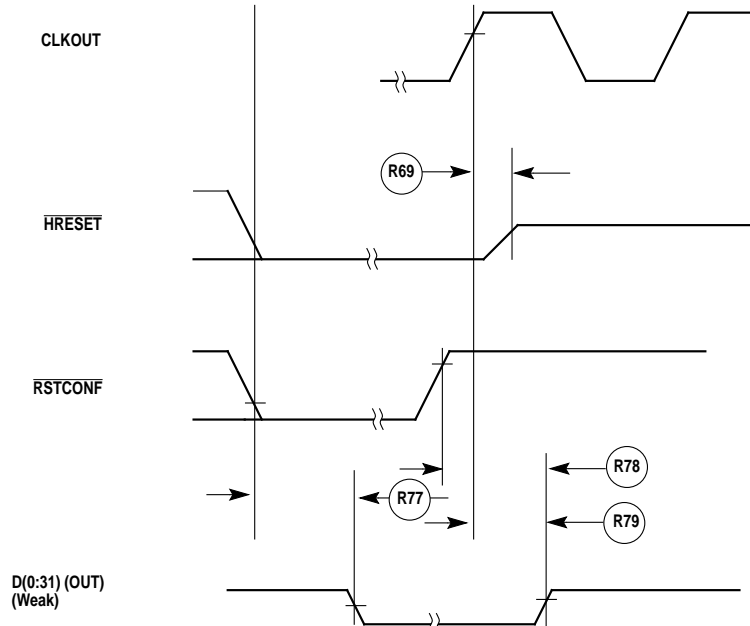 CLKOUT
R69
HRESET
RSTCONF
R78
R77
R79
D(0:31) (OUT)
(Weak)